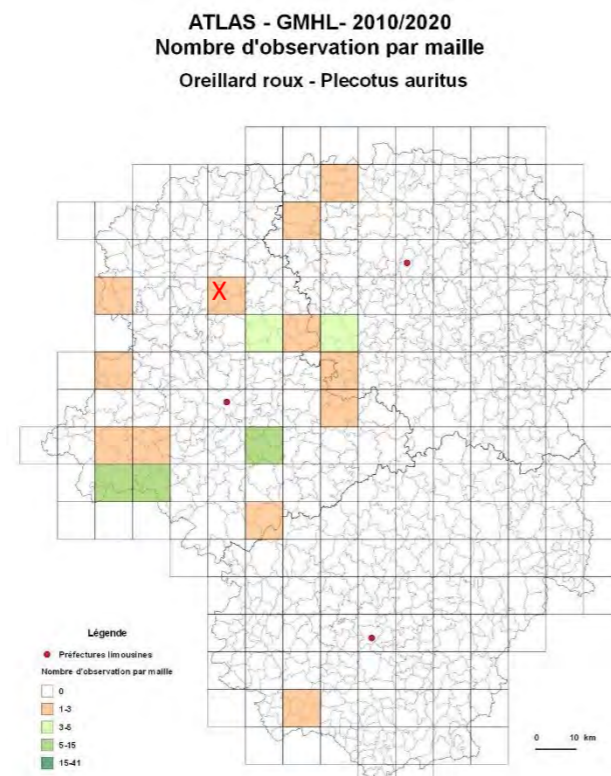 ATLAS - GMHL- 2010/2020
Nombre d'observation par maille
Oreillard roux - Plecotus auritus
X
Légende
Préfectures limousines
Nombre d'observation par maille
0
1-3
3-5
5-15
15-41
0 10 km